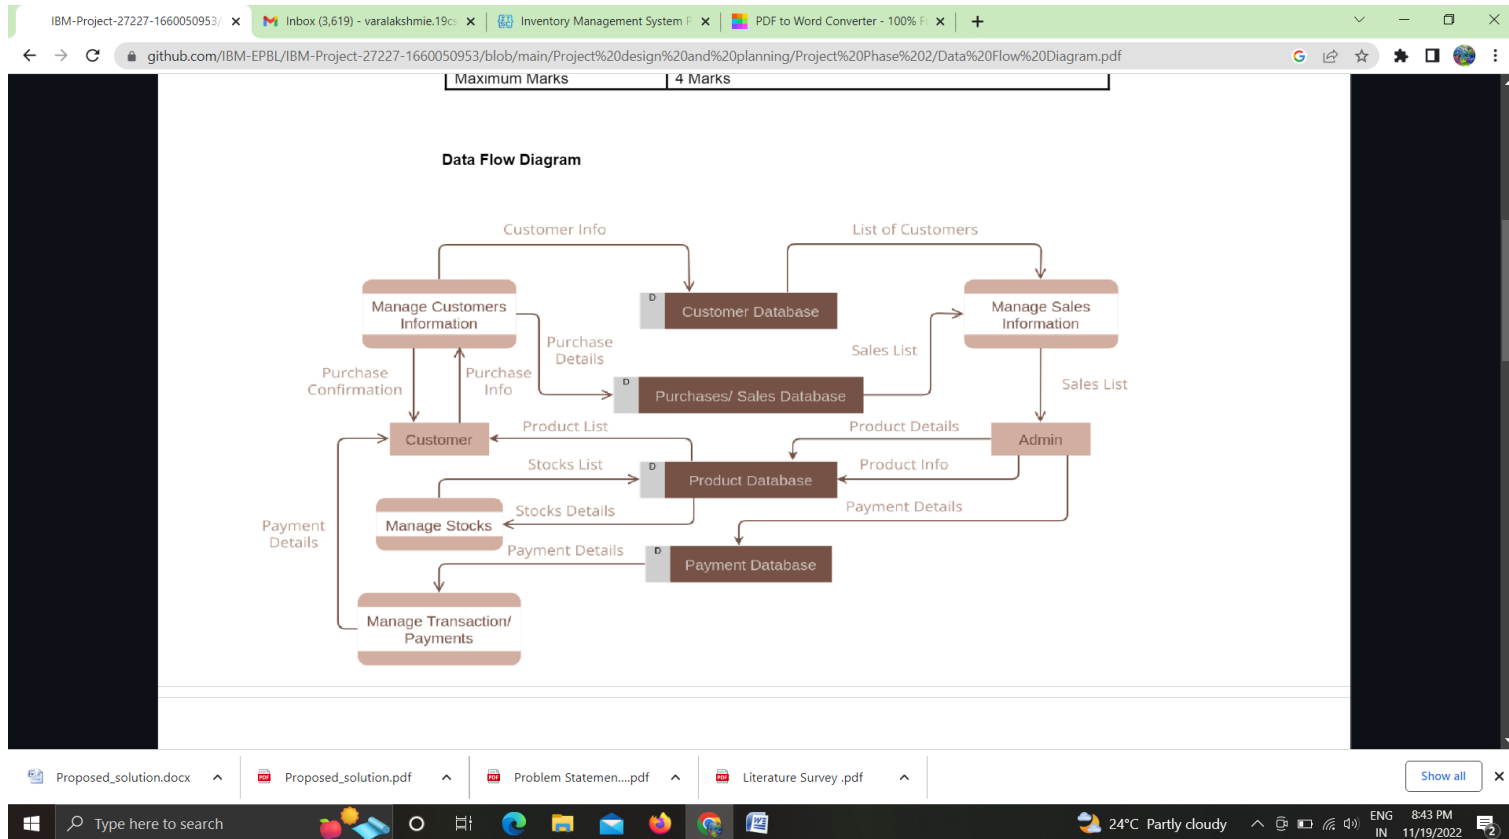 IBM-Project-27227-1660050953/
Inbox (3,619) - varalakshmie.19cs
Inventory Management System P
PDF to Word Converter - 100% F
github.com/IBM-EPBL/IBM-Project-27227-1660050953/blob/main/Project%20design%20and%20planning/Project%20Phase%202/Data%20Flow%20Diagram.pdf
Maximum Marks 4 Marks
Data Flow Diagram
Customer Info
List of Customers
Manage Customers
Information
D
Customer Database
Manage Sales
Information
Purchase
Details
Sales List
Purchase
Confirmation
Purchase
Info
D
Purchases/ Sales Database
Sales List
Customer
Product List
Product Details
Admin
Stocks List
D
Product Database
Product Info
Manage Stocks
Stocks Details
Payment Details
Payment
Details
Payment Details
D
Payment Database
Manage Transaction/
Payments
Proposed_solution.docx
PDF
Proposed_solution.pdf
PDF
Problem Statemen....pdf
PDF
Literature Survey .pdf
Show all
Type here to search
24°C Partly cloudy
ENG
IN
8:43 PM
11/19/2022
2